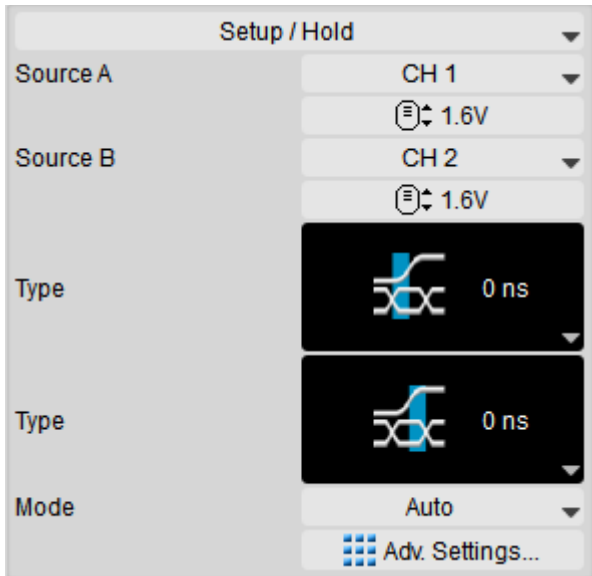 Setup / Hold
Source A CH 1
1.6V
Source B CH 2
1.6V
Type 0 ns
Type 0 ns
Mode Auto
Adv. Settings...